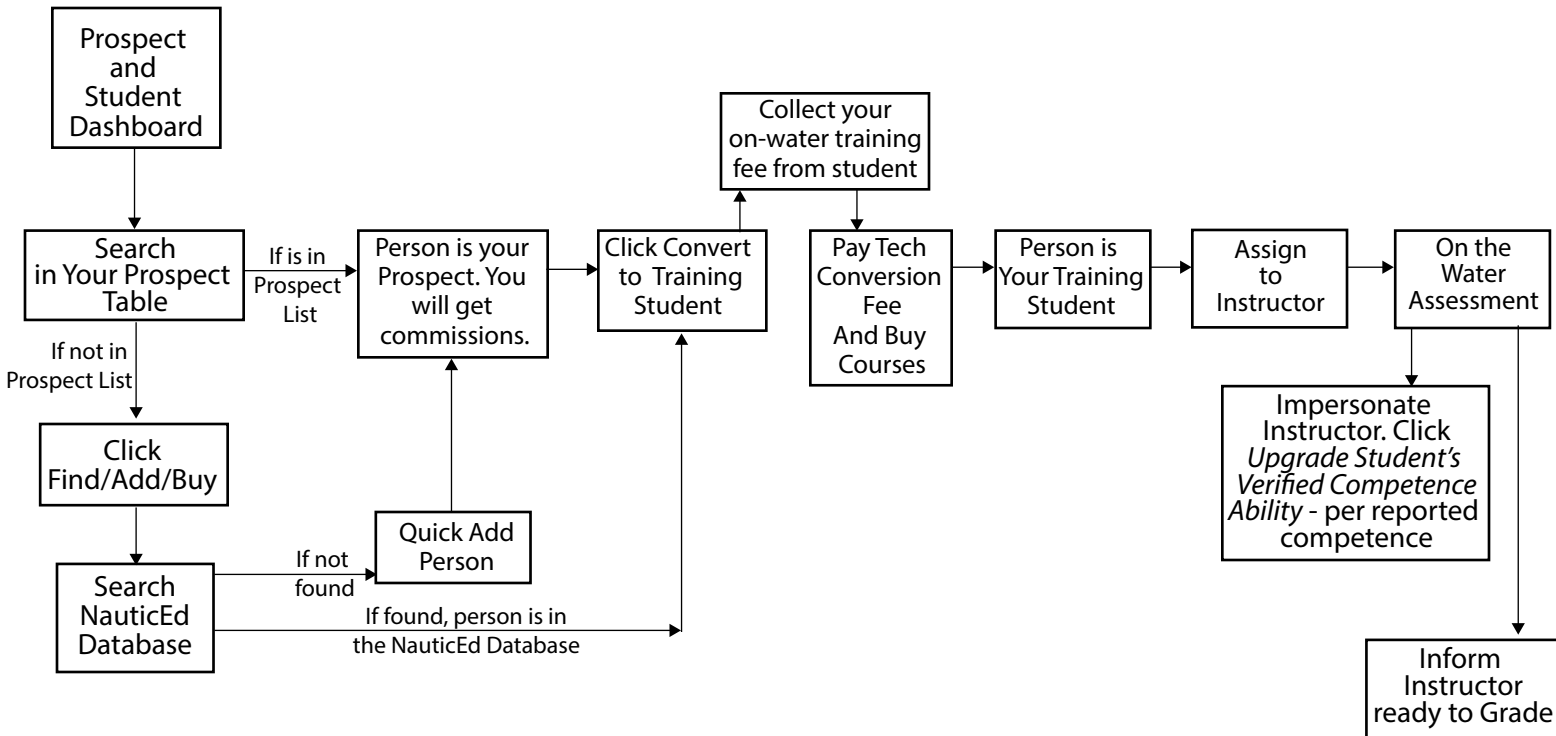 Prospect
and
Student
Dashboard
Search
in Your Prospect
Table
If is in
Prospect
List
Person is your
Prospect. You
will get
commissions.
Click Convert
to Training
Student
Collect your
on-water training
fee from student
Pay Tech
Conversion
Fee
And Buy
Courses
Person is
Your Training
Student
Assign
to
Instructor
On the
Water
Assessment
If not in
Prospect List
Click
Find/Add/Buy
Search
NauticEd
Database
If not
found
Quick Add
Person
If found, person is in
the NauticEd Database
Impersonate
Instructor. Click
Upgrade Student's
Verified Competence
Ability - per reported
competence
Inform
Instructor
ready to Grade